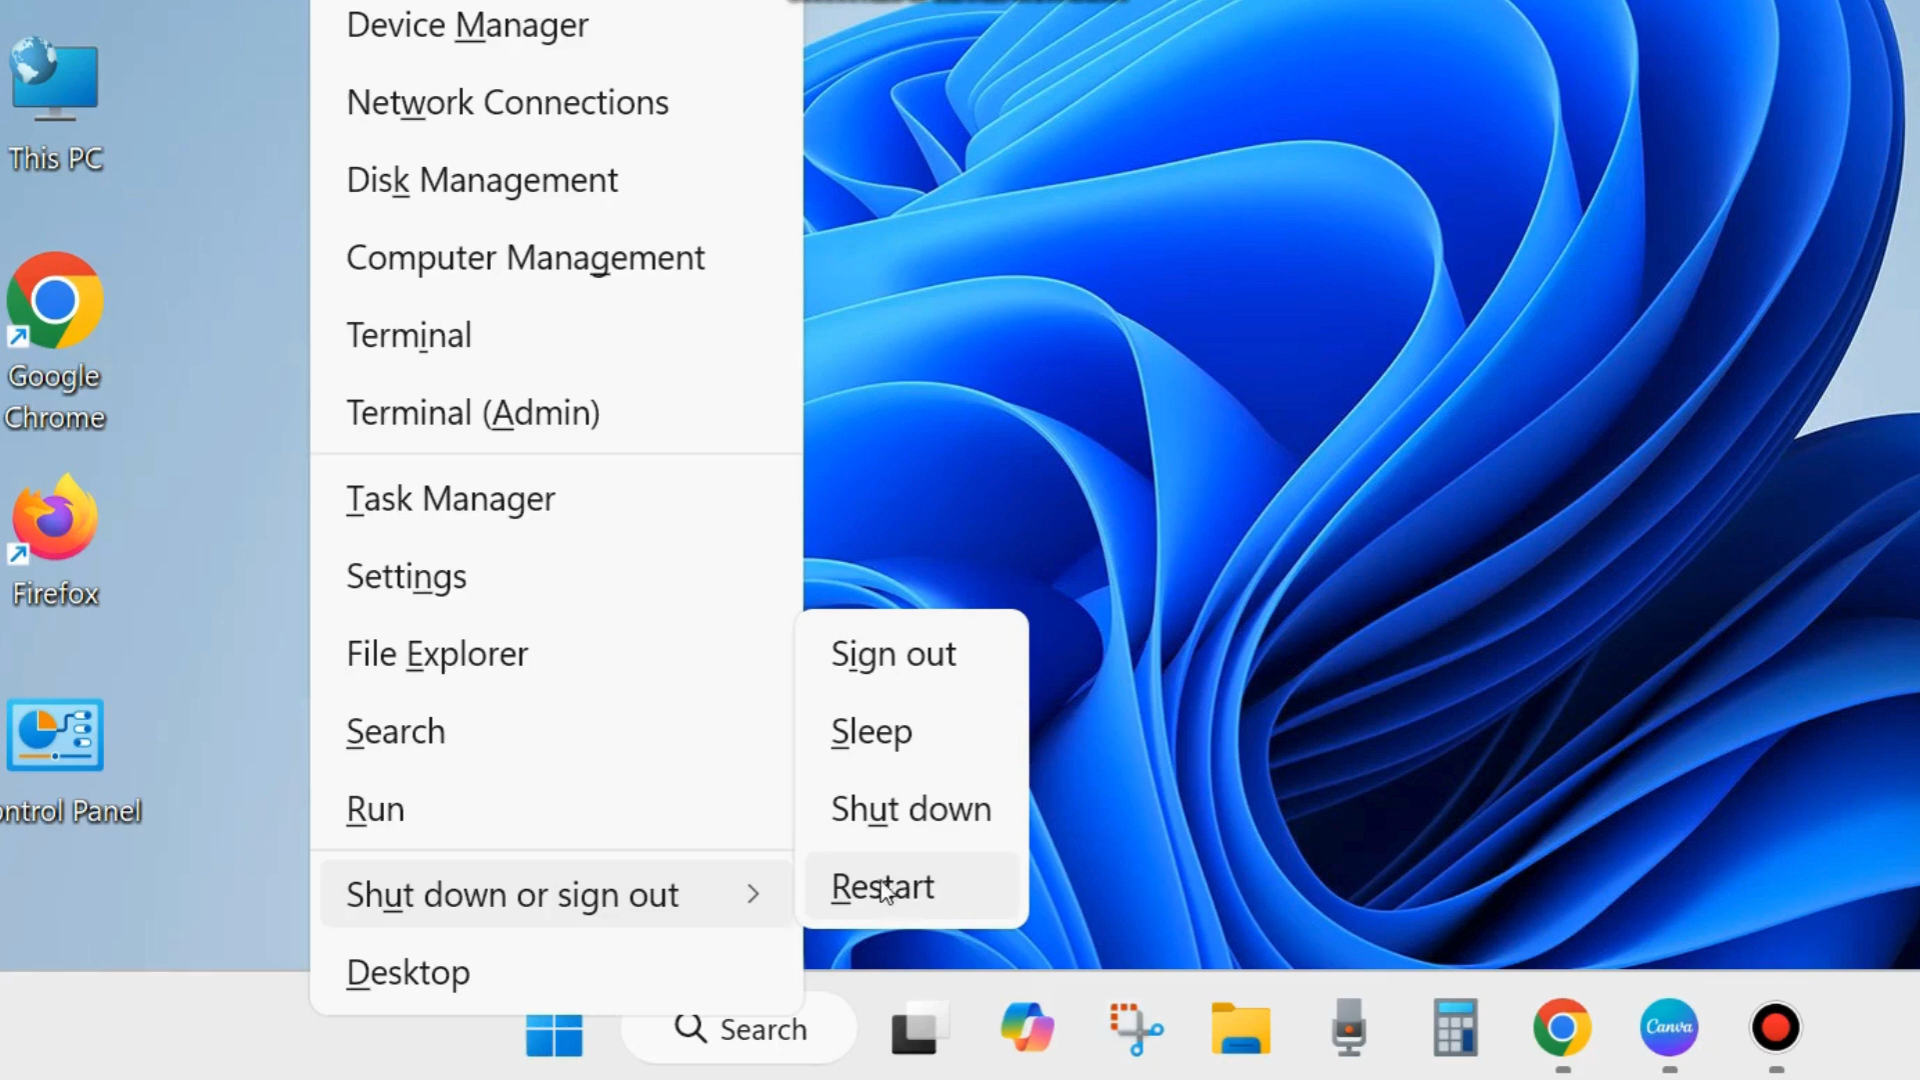 This PC
Google
Chrome
Firefox
ontrol Panel
Device Manager
Network Connections
Disk Management
Computer Management
Terminal
Terminal (Admin)
Task Manager
Settings
File Explorer
Search
Run
Shut down or sign out
Desktop
Sign out
Sleep
Shut down
Restart
Search
Canva